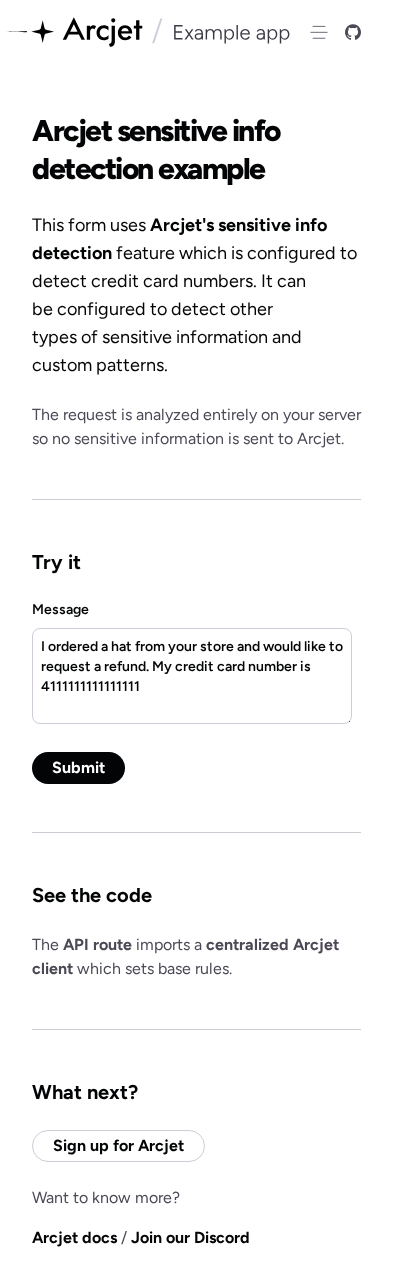 Arcjet / Example app
Arcjet sensitive info
detection example
This form uses Arcjet's sensitive info
detection feature which is configured to
detect credit card numbers. It can
be configured to detect other
types of sensitive information and
custom patterns.
The request is analyzed entirely on your server
so no sensitive information is sent to Arcjet.
Try it
Message
I ordered a hat from your store and would like to
request a refund. My credit card number is
4111111111111111
Submit
See the code
The API route imports a centralized Arcjet
client which sets base rules.
What next?
Sign up for Arcjet
Want to know more?
Arcjet docs / Join our Discord